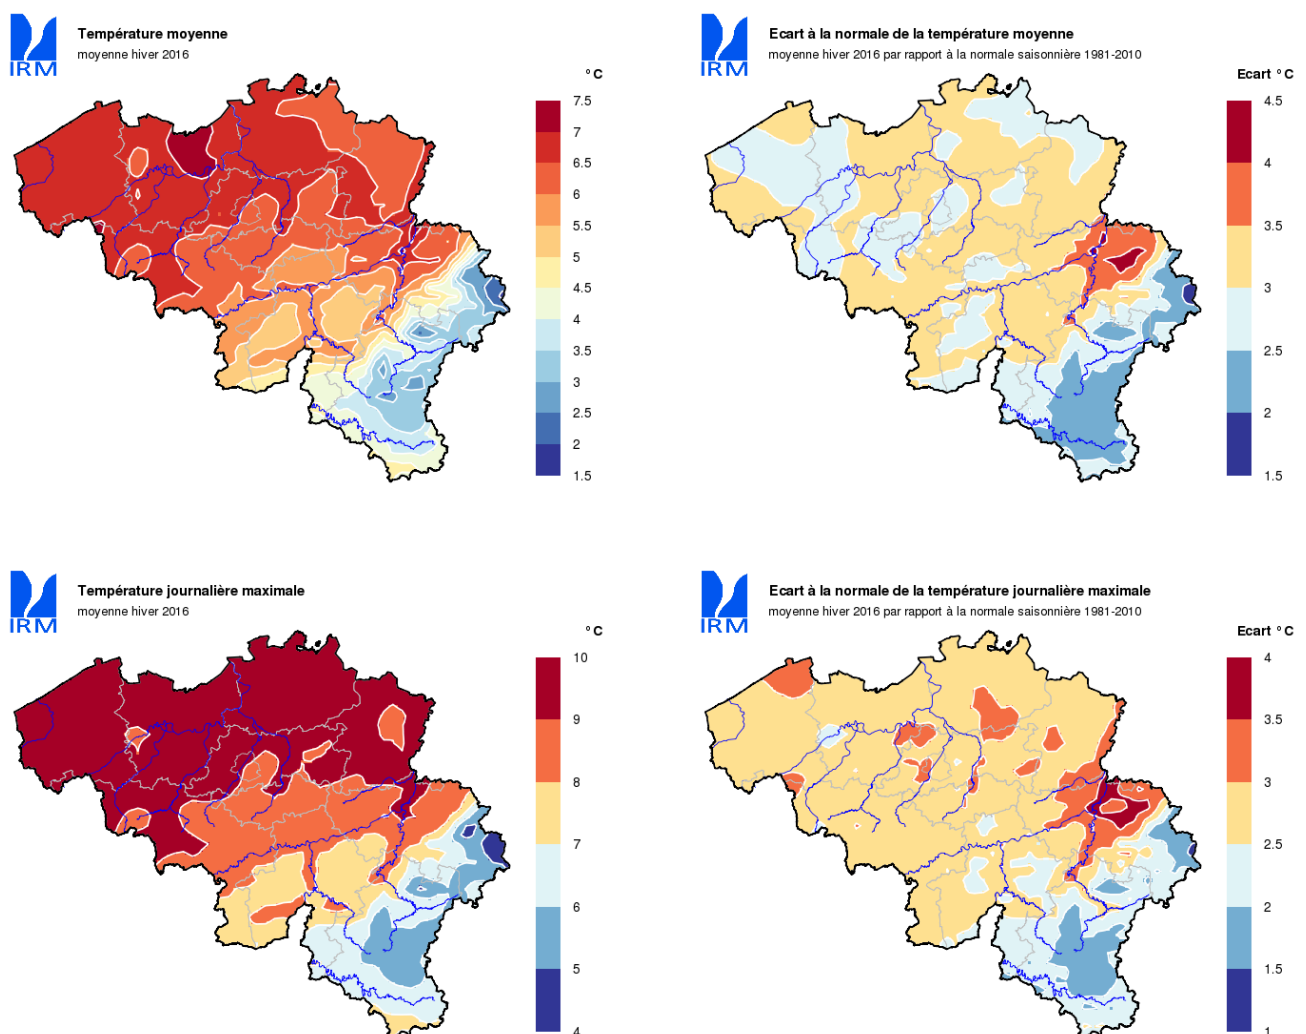 IRM
Température moyenne
moyenne hiver 2016
°C
7.5
7
6.5
6
5.5
5
4.5
4
3.5
3
2.5
2
1.5
IRM
Ecart à la normale de la température moyenne
moyenne hiver 2016 par rapport à la normale saisonnière 1981-2010
Ecart °C
4.5
4
3.5
3
2.5
2
1.5
IRM
Température journalière maximale
moyenne hiver 2016
°C
10
9
8
7
6
5
4
IRM
Ecart à la normale de la température journalière maximale
moyenne hiver 2016 par rapport à la normale saisonnière 1981-2010
Ecart °C
4
3.5
3
2.5
2
1.5
1